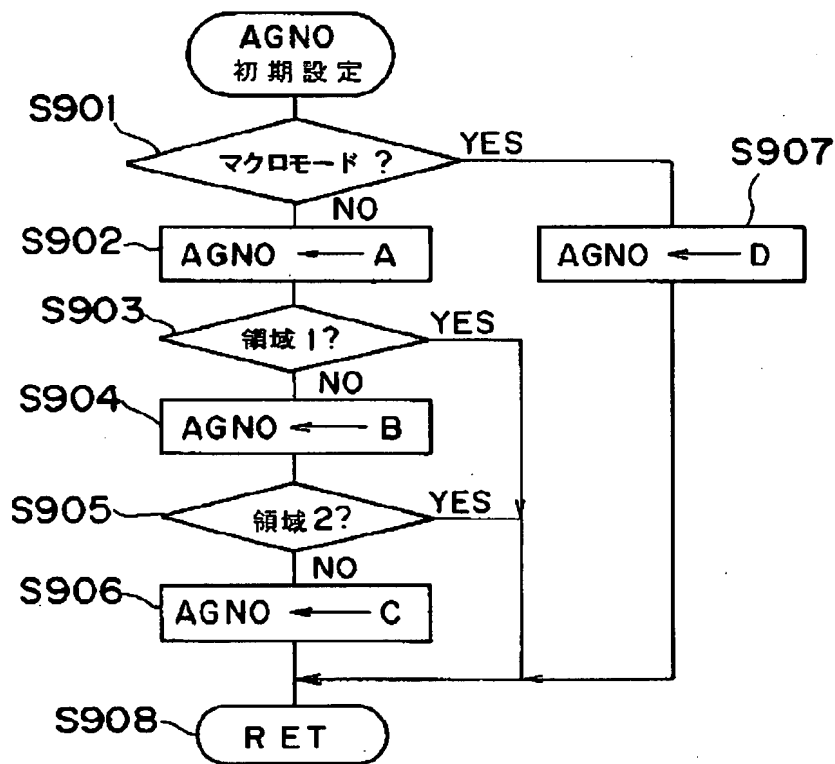 AGNO
初期設定
S901
マクロモード?
YES
S907
NO
S902
AGNO ← A
AGNO ← D
S903
領域1?
YES
NO
S904
AGNO ← B
S905
領域2?
YES
NO
S906
AGNO ← C
S908
RET